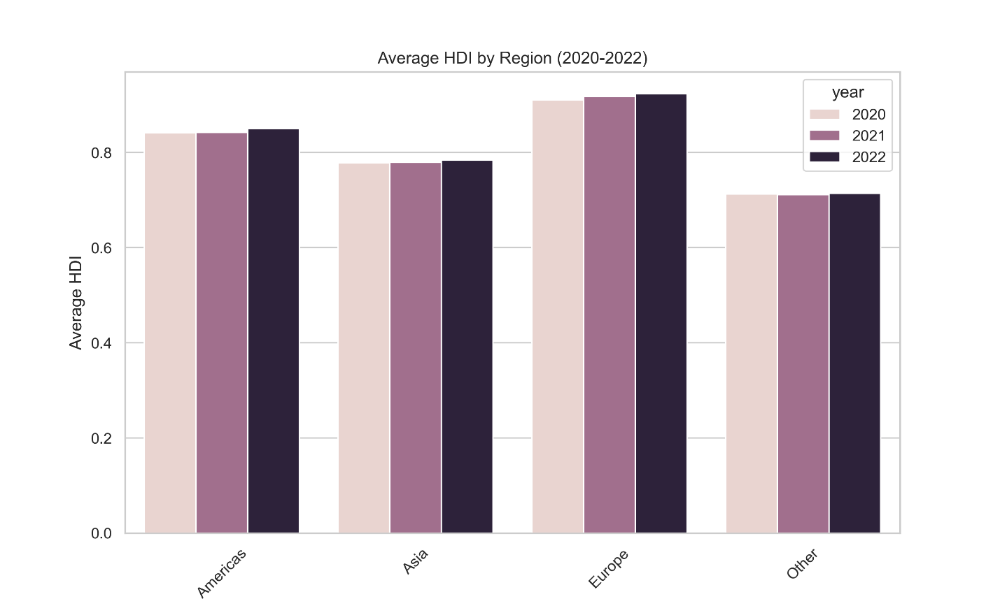 Average HDI by Region (2020-2022)
year
2020
2021
2022
Average HDI
0.8
0.6
0.4
0.2
0.0
Americas
Asia
Europe
Other